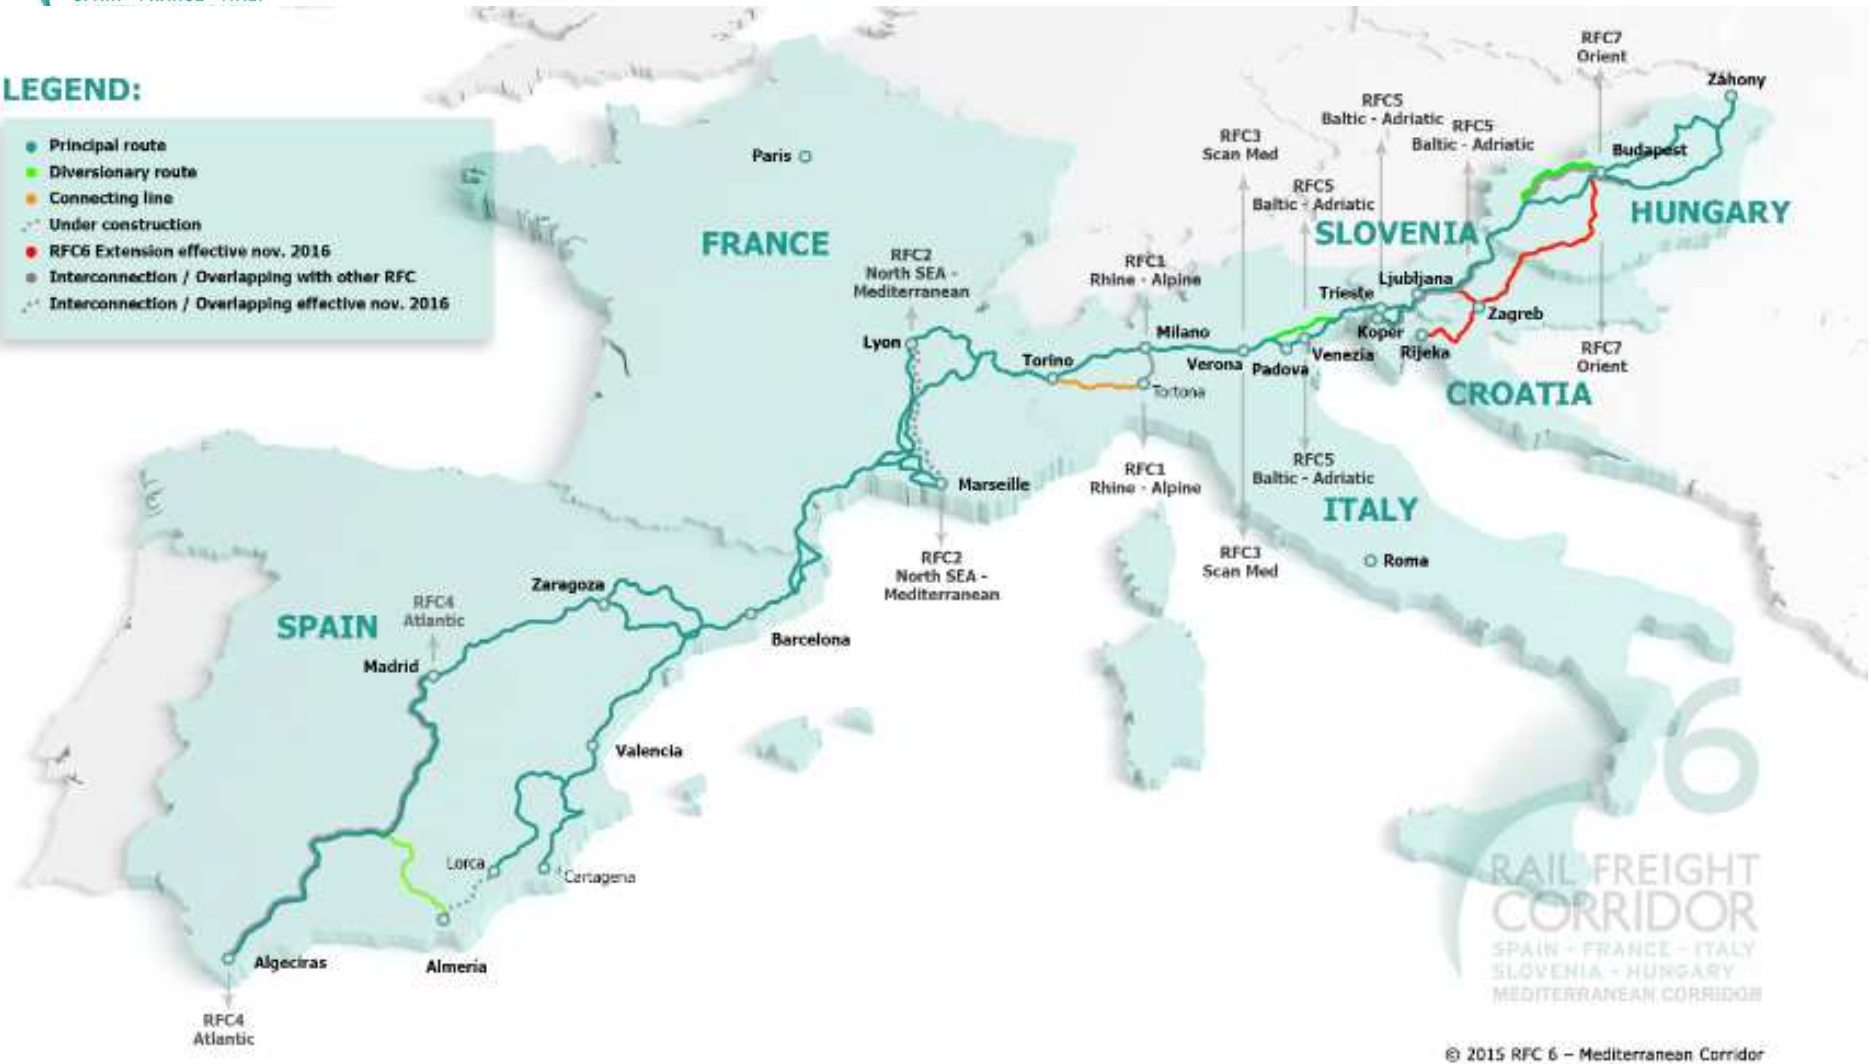 LEGEND:
Principal route
Diversionary route
Connecting line
Under construction
RFC6 Extension effective nov. 2016
Interconnection / Overlapping with other RFC
Interconnection / Overlapping effective nov. 2016
RFC7
Orient
Záhony
RFC5
Baltic - Adriatic
RFC5
Baltic - Adriatic
RFC3
Scan Med
Budapest
Paris
RFC5
Baltic - Adriatic
HUNGARY
SLOVENIA
FRANCE
RFC2
North SEA -
Mediterranean
RFC1
Rhine - Alpine
Ljubljana
Trieste
Zagreb
Koper
Rijeka
Lyon
Milano
Torino
Verona
Padova
Venezia
RFC7
Orient
Tortona
CROATIA
RFC1
Rhine - Alpine
RFC5
Baltic - Adriatic
Marseille
ITALY
RFC2
North SEA -
Mediterranean
RFC3
Scan Med
Roma
Zaragoza
RFC4
Atlantic
SPAIN
Barcelona
Madrid
Valencia
Lorca
Cartagena
Algeciras
Almeria
RFC4
Atlantic
6
RAIL FREIGHT
CORRIDOR
SPAIN - FRANCE - ITALY
SLOVENIA - HUNGARY
MEDITERRANEAN CORRIDOR
© 2015 RFC 6 – Mediterranean Corridor